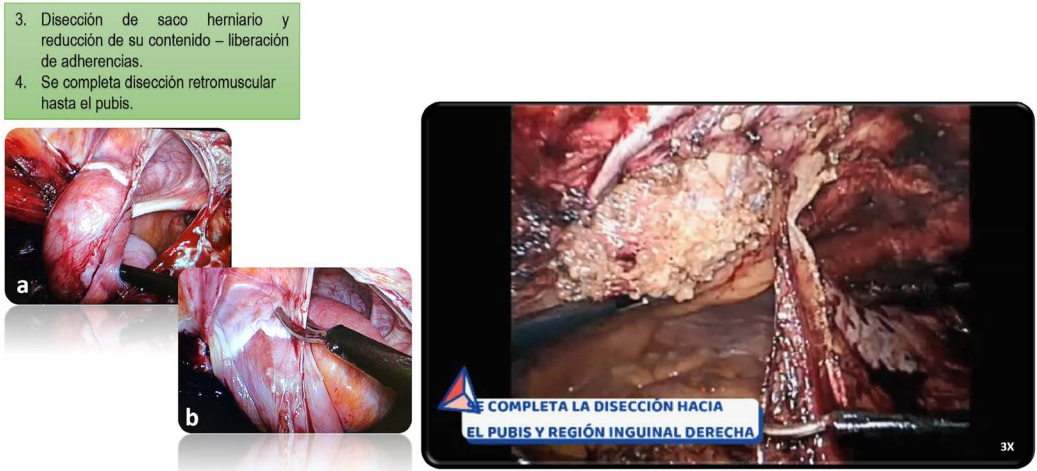 3. Disección de saco herniario y
reducción de su contenido – liberación
de adherencias.
4. Se completa disección retromuscular
hasta el pubis.
a
b
SE COMPLETA LA DISECCIÓN HACIA
EL PUBIS Y REGIÓN INGUINAL DERECHA
3X